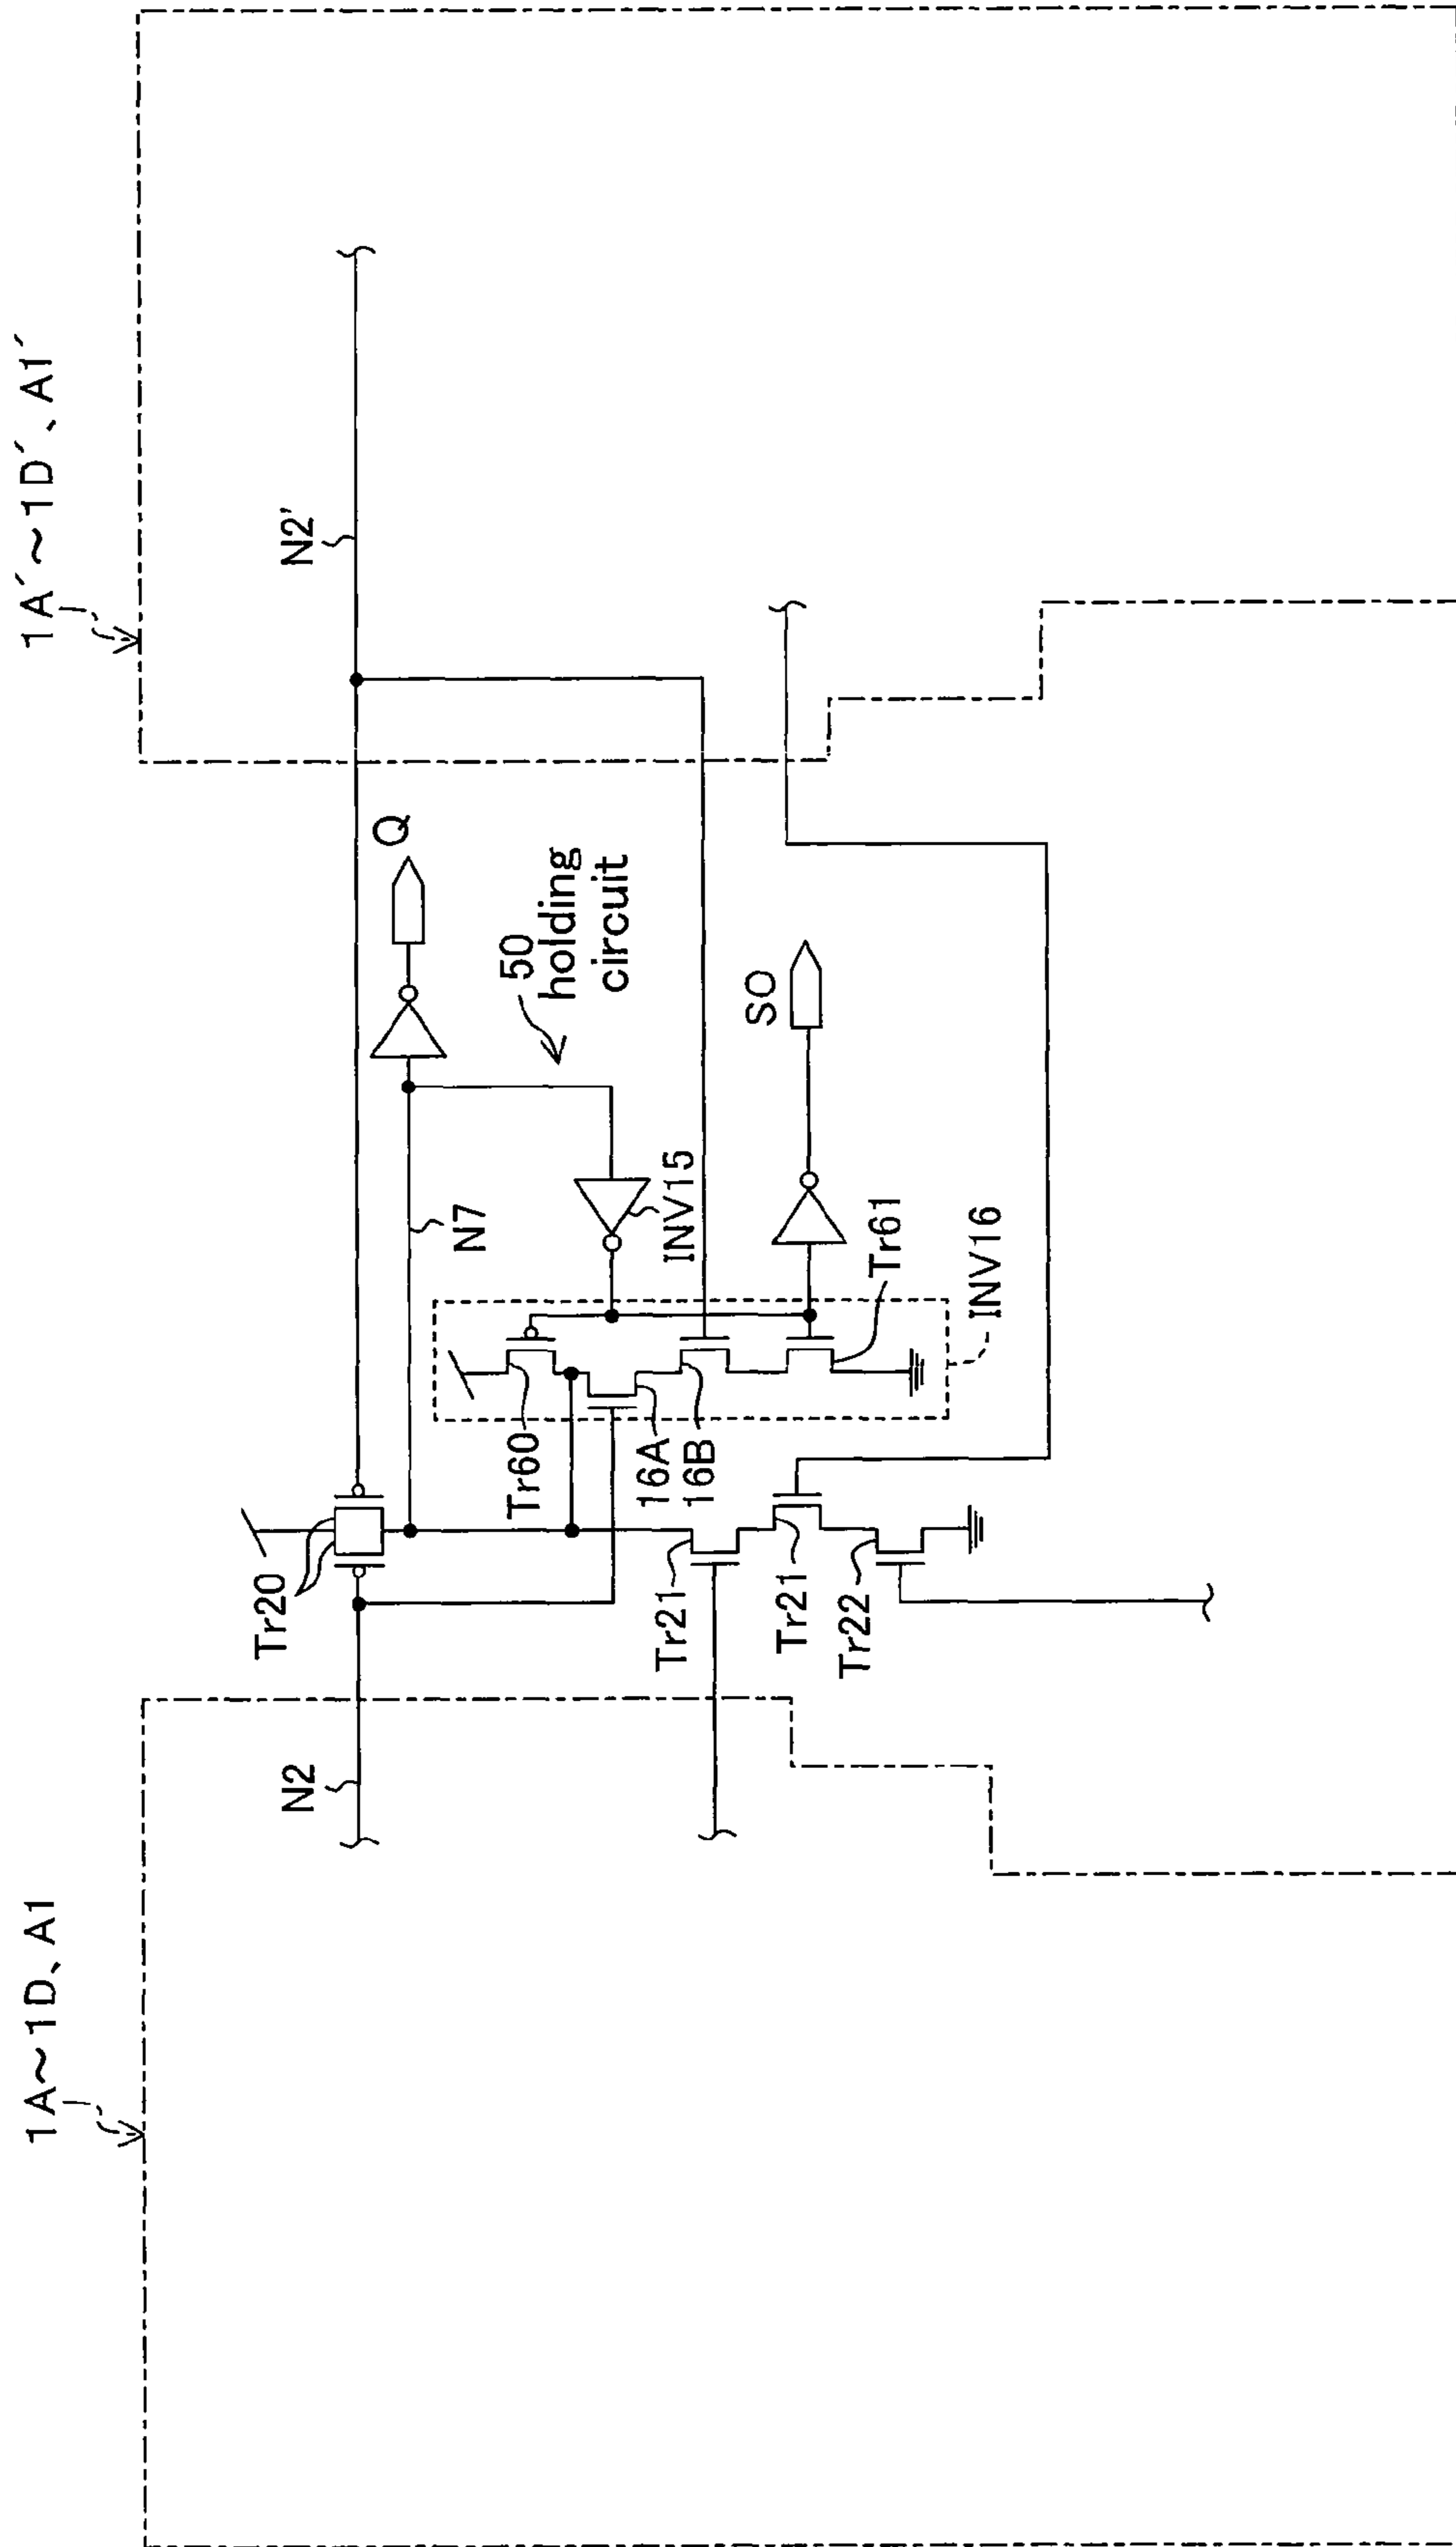 1A~1D、A1
1A´~1D´、A1´
N2
N2'
Tr20
N7
Q
50
holding
circuit
Tr60
16A
16B
INV15
SO
Tr61
INV16
Tr21
Tr21
Tr22